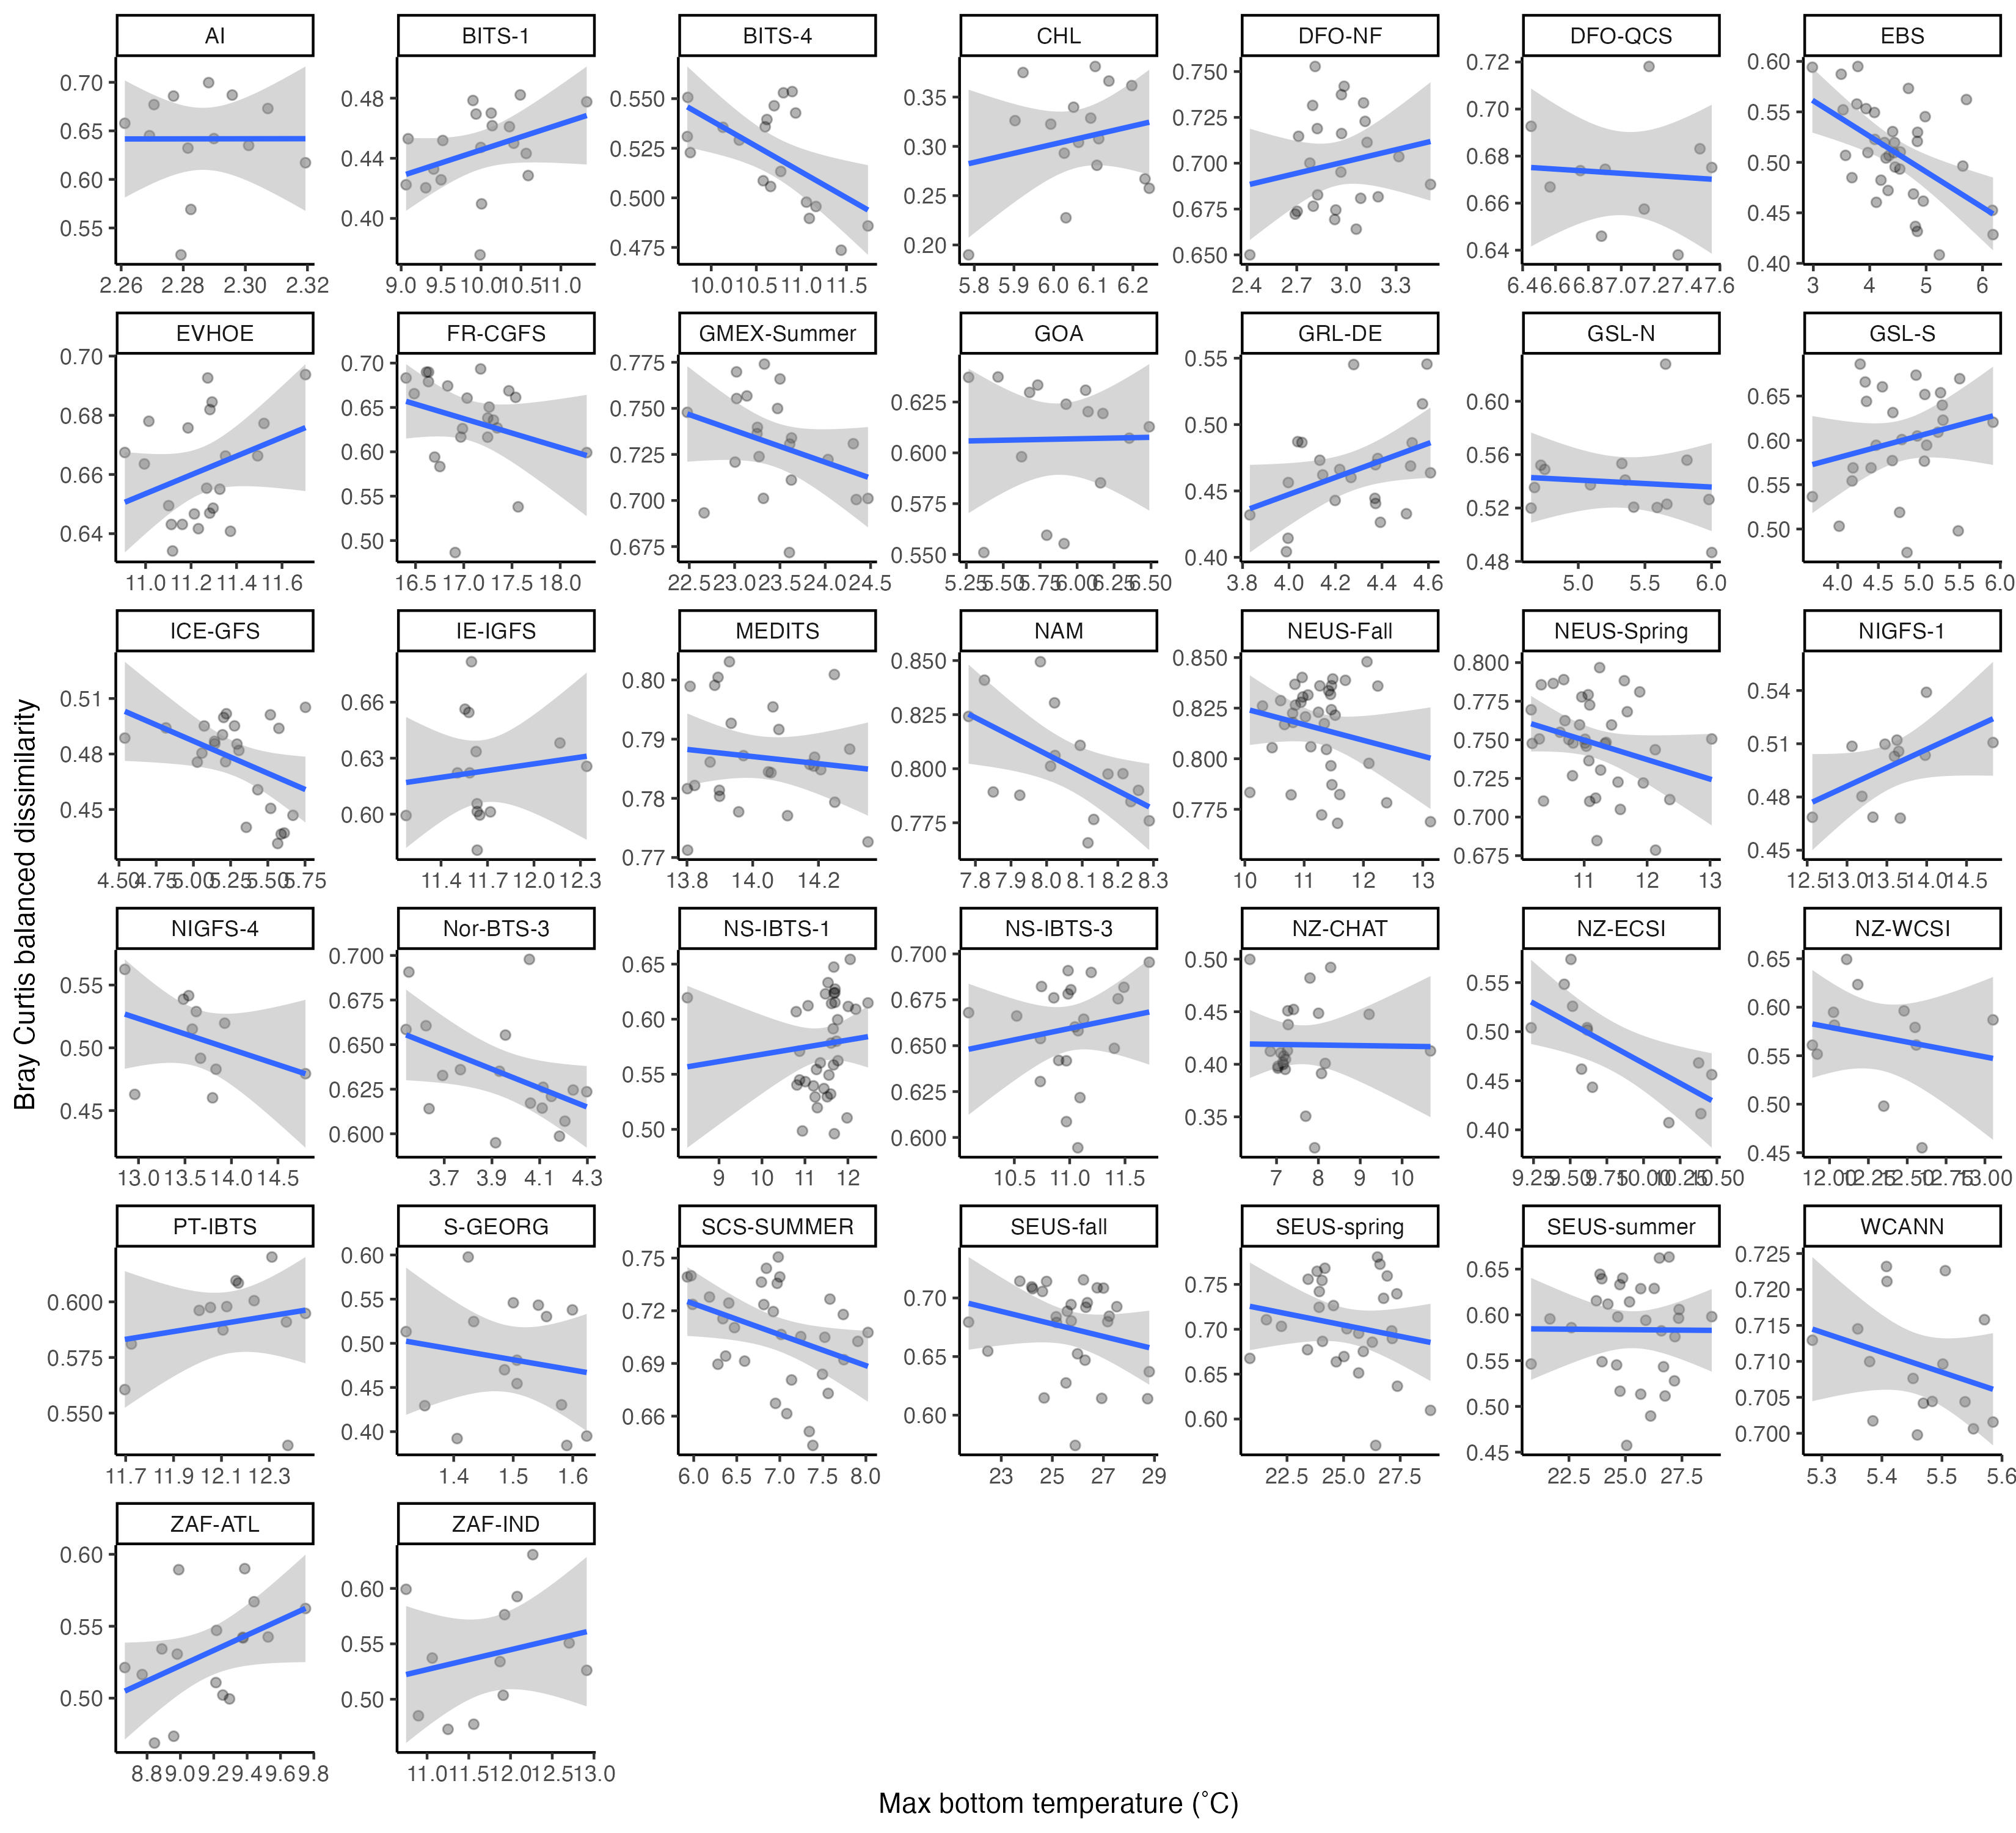 AI BITS-1 BITS-4 CHL DFO-NF DFO-QCS EBS
0.70 0.65 0.60 0.55
2.26 2.28 2.30 2.32
0.48 0.44 0.40
9.0 9.5 10.0 10.5 11.0
0.550 0.525 0.500 0.475
10.0 10.5 11.0 11.5
0.35 0.30 0.25 0.20
5.8 5.9 6.0 6.1 6.2
0.750 0.725 0.700 0.675 0.650
2.4 2.7 3.0 3.3
0.72 0.70 0.68 0.66 0.64
6.4 6.6 6.8 7.0 7.2 7.4 7.6
0.60 0.55 0.50 0.45 0.40
3 4 5 6
EVHOE FR-CGFS GMEX-Summer GOA GRL-DE GSL-N GSL-S
0.70 0.68 0.66 0.64
11.0 11.2 11.4 11.6
0.70 0.65 0.60 0.55 0.50
16.5 17.0 17.5 18.0
0.775 0.750 0.725 0.700 0.675
22.5 23.0 23.5 24.0 24.5
0.625 0.600 0.575 0.550
5.25 5.50 5.75 6.00 6.25 6.50
0.55 0.50 0.45 0.40
3.8 4.0 4.2 4.4 4.6
0.60 0.56 0.52 0.48
5.0 5.5 6.0
0.65 0.60 0.55 0.50
4.0 4.5 5.0 5.5 6.0
ICE-GFS IE-IGFS MEDITS NAM NEUS-Fall NEUS-Spring NIGFS-1
0.51 0.48 0.45
4.50 4.75 5.00 5.25 5.50 5.75
0.66 0.63 0.60
11.4 11.7 12.0 12.3
0.80 0.79 0.78 0.77
13.8 14.0 14.2
0.850 0.825 0.800 0.775
7.8 7.9 8.0 8.1 8.2 8.3
0.850 0.825 0.800 0.775
10 11 12 13
0.800 0.775 0.750 0.725 0.700 0.675
11 12 13
0.54 0.51 0.48 0.45
12.5 13.0 13.5 14.0 14.5
Bray Curtis balanced dissimilarity
NIGFS-4 Nor-BTS-3 NS-IBTS-1 NS-IBTS-3 NZ-CHAT NZ-ECSI NZ-WCSI
0.55 0.50 0.45
13.0 13.5 14.0 14.5
0.700 0.675 0.650 0.625 0.600
3.7 3.9 4.1 4.3
0.65 0.60 0.55 0.50
9 10 11 12
0.700 0.675 0.650 0.625 0.600
10.5 11.0 11.5
0.50 0.45 0.40 0.35
7 8 9 10
0.55 0.50 0.45 0.40
9.25 9.50 9.75 10.00 10.25 10.50
0.65 0.60 0.55 0.50 0.45
12.00 12.25 12.50 12.75 13.00
PT-IBTS S-GEORG SCS-SUMMER SEUS-fall SEUS-spring SEUS-summer WCANN
0.600 0.575 0.550
11.7 11.9 12.1 12.3
0.60 0.55 0.50 0.45 0.40
1.4 1.5 1.6
0.75 0.72 0.69 0.66
6.0 6.5 7.0 7.5 8.0
0.70 0.65 0.60
23 25 27 29
0.75 0.70 0.65 0.60
22.5 25.0 27.5
0.65 0.60 0.55 0.50 0.45
22.5 25.0 27.5
0.725 0.720 0.715 0.710 0.705 0.700
5.3 5.4 5.5 5.6
ZAF-ATL ZAF-IND
0.60 0.55 0.50
8.8 9.0 9.2 9.4 9.6 9.8
0.60 0.55 0.50
11.0 11.5 12.0 12.5 13.0
Max bottom temperature (˚C)